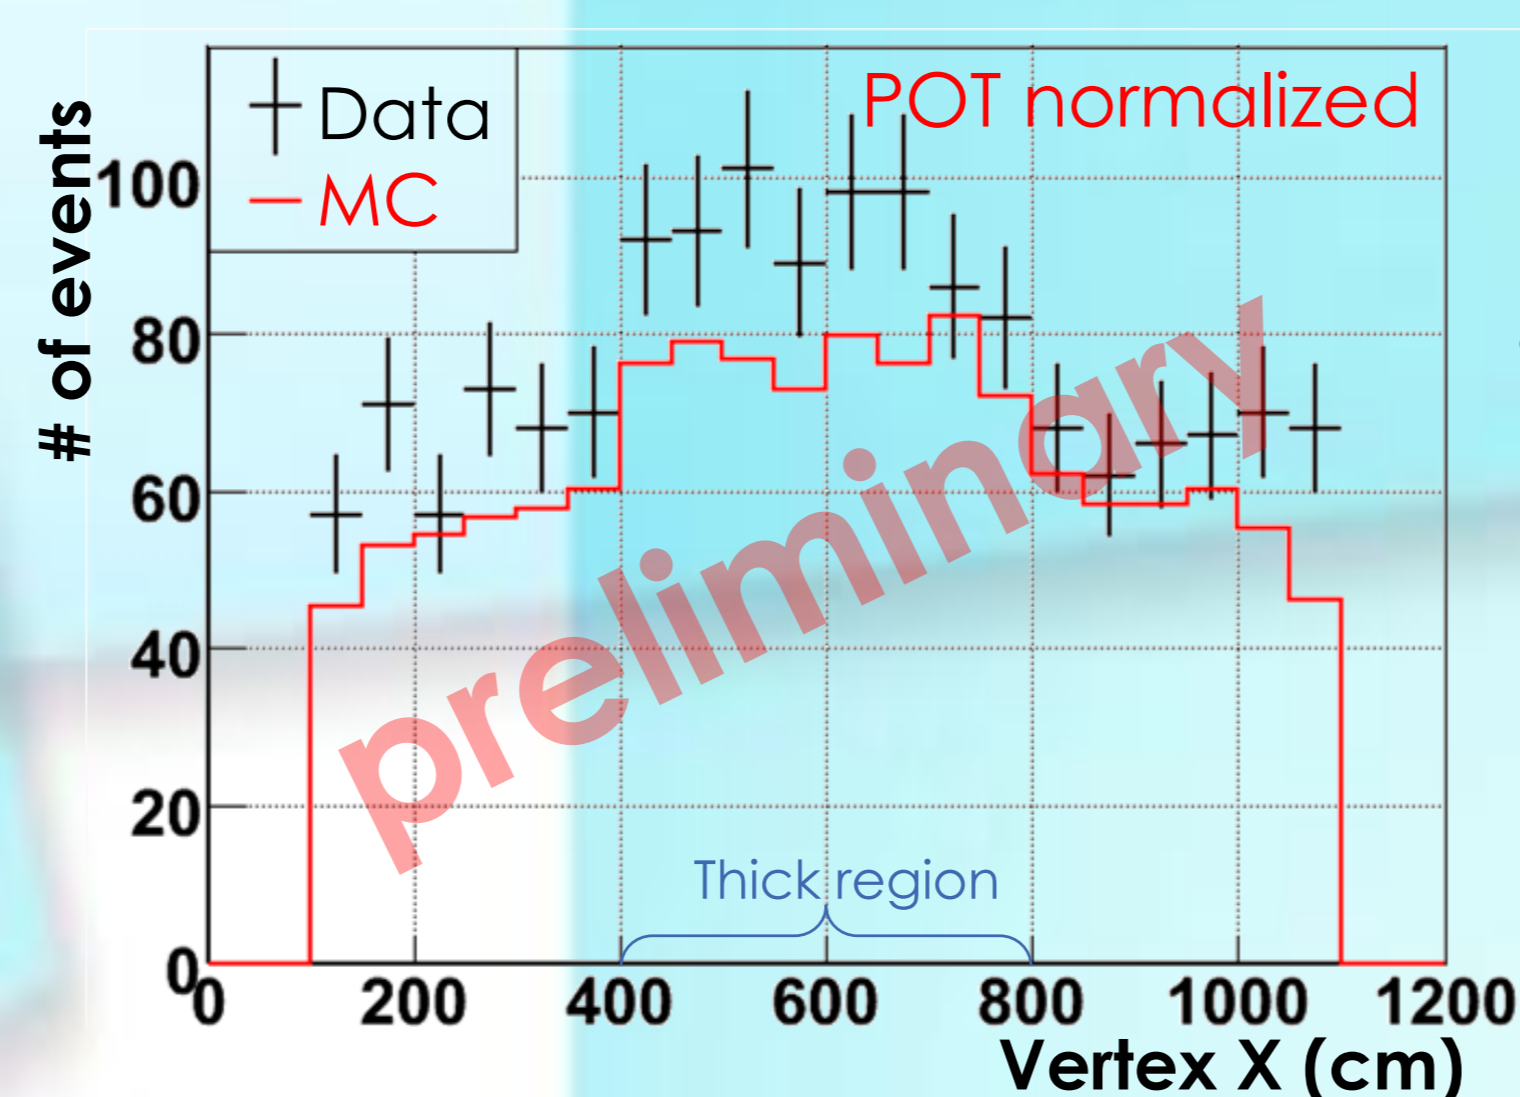 # of events
Data
MC
POT normalized
100
80
60
40
20
0
preliminary
Thick region
0 200 400 600 800 1000 1200
Vertex X (cm)